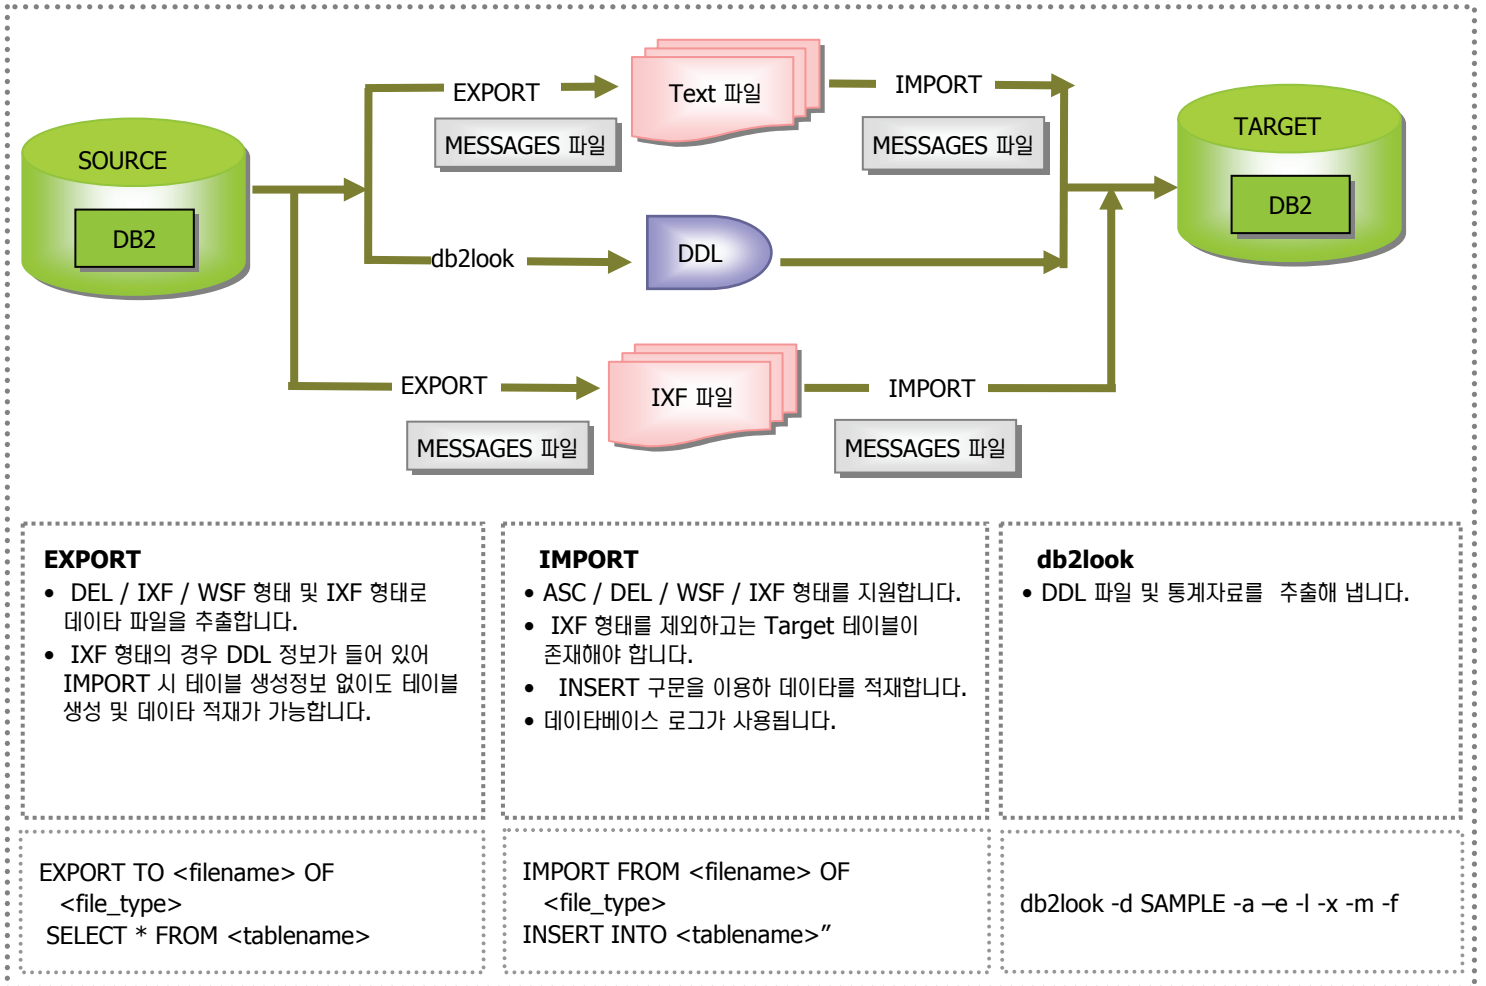 EXPORT
Text 파일
IMPORT
MESSAGES 파일
MESSAGES 파일
SOURCE
DB2
TARGET
DB2
db2look
DDL
EXPORT
IXF 파일
IMPORT
MESSAGES 파일
MESSAGES 파일
EXPORT
• DEL / IXF / WSF 형태 및 IXF 형태로
데이타 파일을 추출합니다.
• IXF 형태의 경우 DDL 정보가 들어 있어
IMPORT 시 테이블 생성정보 없이도 테이블
생성 및 데이타 적재가 가능합니다.
IMPORT
• ASC / DEL / WSF / IXF 형태를 지원합니다.
• IXF 형태를 제외하고는 Target 테이블이
존재해야 합니다.
• INSERT 구문을 이용하 데이타를 적재합니다.
• 데이타베이스 로그가 사용됩니다.
db2look
• DDL 파일 및 통계자료를 추출해 냅니다.
EXPORT TO <filename> OF
<file_type>
SELECT * FROM <tablename>
IMPORT FROM <filename> OF
<file_type>
INSERT INTO <tablename>”
db2look -d SAMPLE -a –e -l -x -m -f